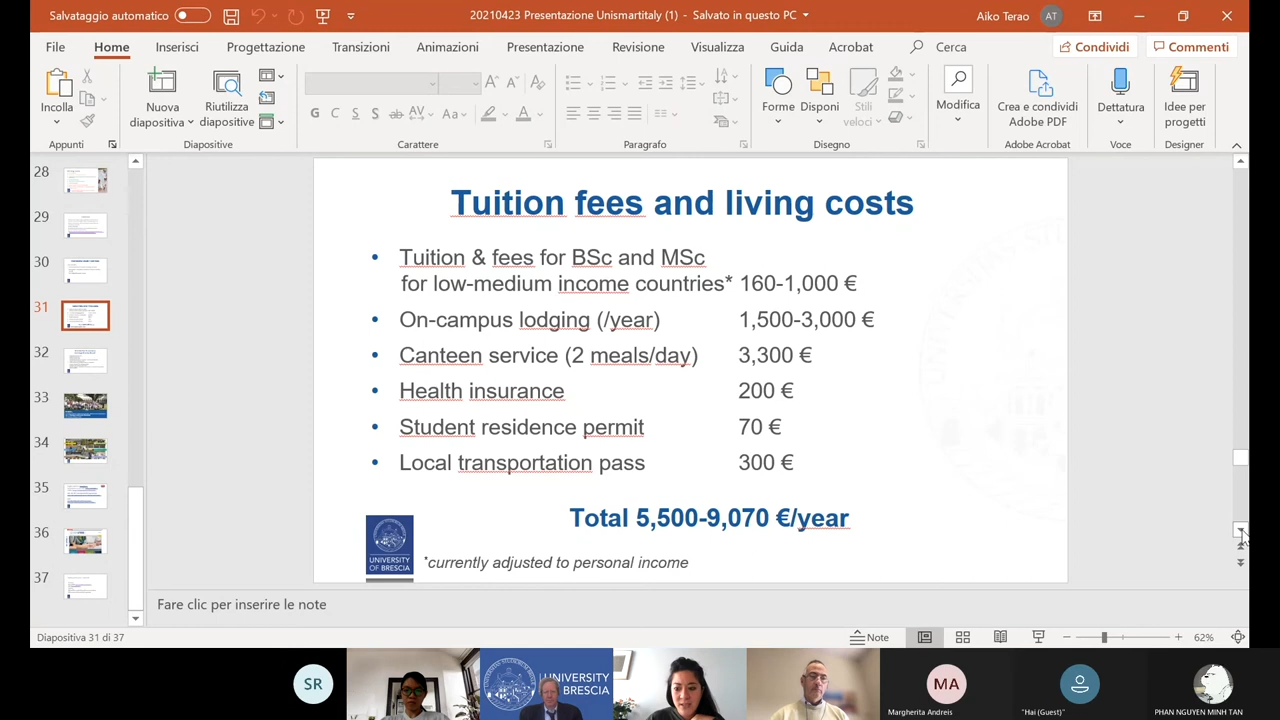 Salvataggio automatico
20210423 Presentazione Unismartitaly (1) - Salvato in questo PC
Aiko Terao
AT
File
Home
Inserisci
Progettazione
Transizioni
Animazioni
Presentazione
Revisione
Visualizza
Guida
Acrobat
Cerca
Condividi
Commenti
Incolla
Nuova
diapositiva
Riutilizza
diapositive
Forme
Disponi
Stili
veloci
Modifica
Crea e condividi
Adobe PDF
Dettatura
Idee per
progetti
Appunti
Diapositive
Carattere
Paragrafo
Disegno
Adobe Acrobat
Voce
Designer
28
29
30
31
32
33
34
35
36
37
Tuition fees and living costs
• Tuition & fees for BSc and MSc
for low-medium income countries* 160-1,000 €
• On-campus lodging (/year) 1,500-3,000 €
• Canteen service (2 meals/day) 3,300 €
• Health insurance 200 €
• Student residence permit 70 €
• Local transportation pass 300 €
Total 5,500-9,070 €/year
UNIVERSITY
OF BRESCIA
*currently adjusted to personal income
Fare clic per inserire le note
Diapositiva 31 di 37
Note
62%
SR
UNIVERSITY
BRESCIA
MA
Margherita Andreis
"Hai (Guest)"
PHAN NGUYEN MINH TAN